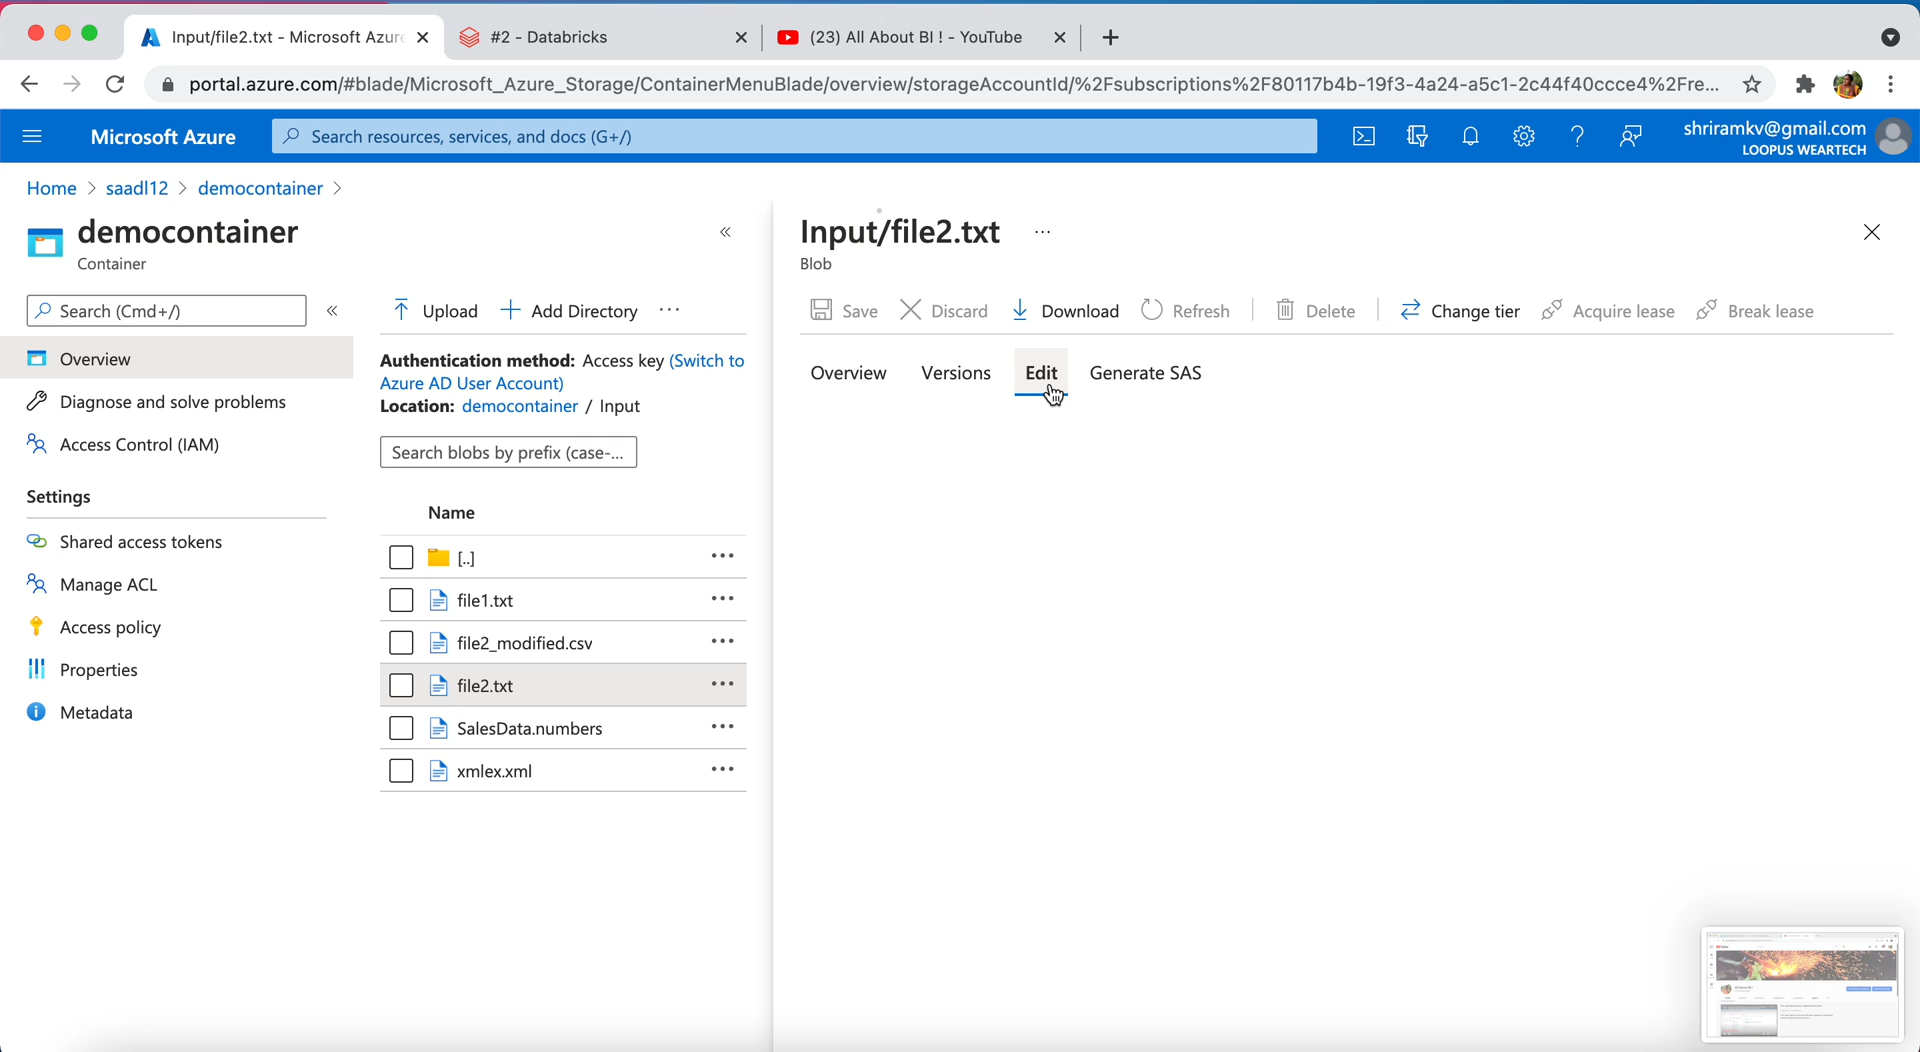 Input/file2.txt - Microsoft Azure
#2 - Databricks
(23) All About BI ! - YouTube
portal.azure.com/#blade/Microsoft_Azure_Storage/ContainerMenuBlade/overview/storageAccountId/%2Fsubscriptions%2F80117b4b-19f3-4a24-a5c1-2c44f40ccce4%2Fre...
Microsoft Azure
Search resources, services, and docs (G+/)
shriramkv@gmail.com
LOOPUS WEARTECH
Home > saadl12 > democontainer >
democontainer
Container
«
Input/file2.txt ...
Blob
Search (Cmd+/)
«
Upload
Add Directory
...
Save
Discard
Download
Refresh
Delete
Change tier
Acquire lease
Break lease
Overview
Diagnose and solve problems
Access Control (IAM)
Settings
Shared access tokens
Manage ACL
Access policy
Properties
Metadata
Authentication method: Access key (Switch to
Azure AD User Account)
Location: democontainer / Input
Search blobs by prefix (case-...
Name
[..]
file1.txt
file2_modified.csv
file2.txt
SalesData.numbers
xmlex.xml
Overview
Versions
Edit
Generate SAS